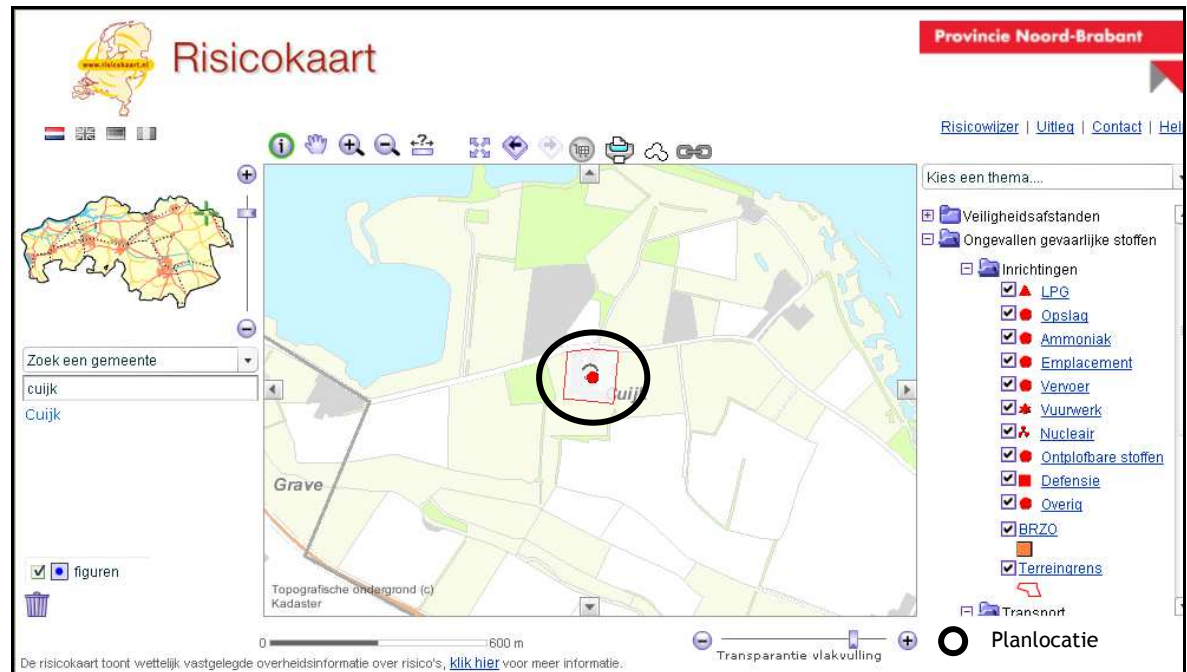 www.risicokaart.nl
Risicokaart
Provincie Noord-Brabant
Risicowijzer | Uitleg | Contact | Hel
Kies een thema....
Veiligheidsafstanden
Ongevallen gevaarlijke stoffen
Inrichtingen
LPG
Opslag
Ammoniak
Emplacement
Vervoer
Vuurwerk
Nucleair
Ontplofbare stoffen
Defensie
Overig
BRZO
Terreingrens
Transport
Zoek een gemeente
cuijk
Cuijk
figuren
Cuijk
Grave
Topografische ondergrond (c)
Kadaster
0 600 m
Transparantie vlakvulling
Planlocatie
De risicokaart toont wettelijk vastgelegde overheidsinformatie over risico's, klik hier voor meer informatie.